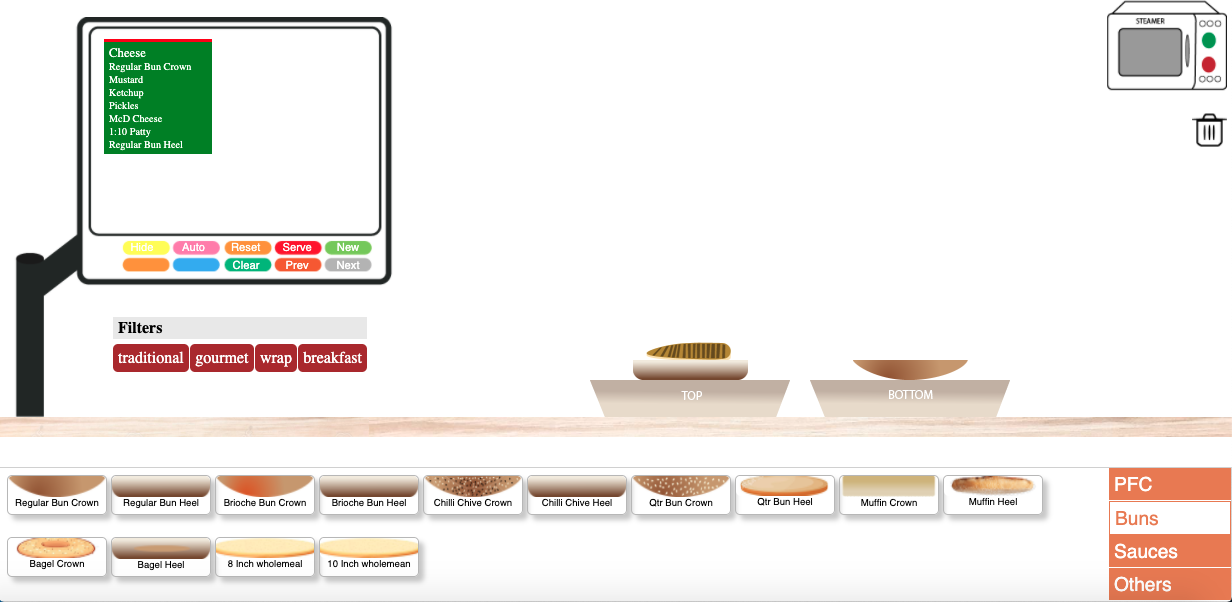 STEAMER
Cheese
Regular Bun Crown
Mustard
Ketchup
Pickles
McD Cheese
1:10 Patty
Regular Bun Heel
Hide Auto Reset Serve New
Clear Prev Next
Filters
traditional gourmet wrap breakfast
TOP BOTTOM
Regular Bun Crown Regular Bun Heel Brioche Bun Crown Brioche Bun Heel Chilli Chive Crown Chilli Chive Heel Qtr Bun Crown Qtr Bun Heel Muffin Crown Muffin Heel
Bagel Crown Bagel Heel 8 Inch wholemeal 10 Inch wholemean
PFC
Buns
Sauces
Others